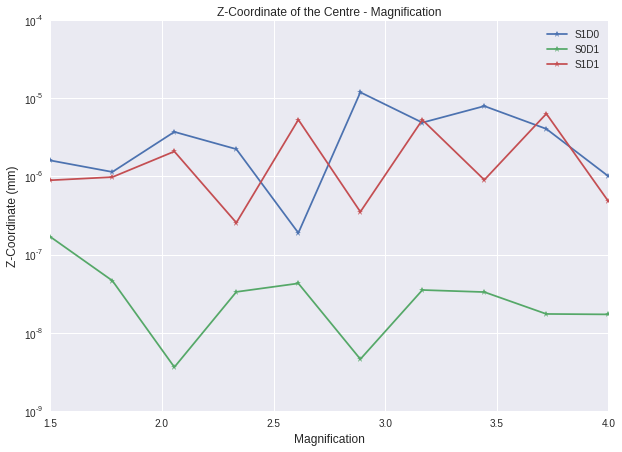 Z-Coordinate of the Centre - Magnification
S1D0
S0D1
S1D1
Z-Coordinate (mm)
10^-4
10^-5
10^-6
10^-7
10^-8
10^-9
1.5 2.0 2.5 3.0 3.5 4.0
Magnification